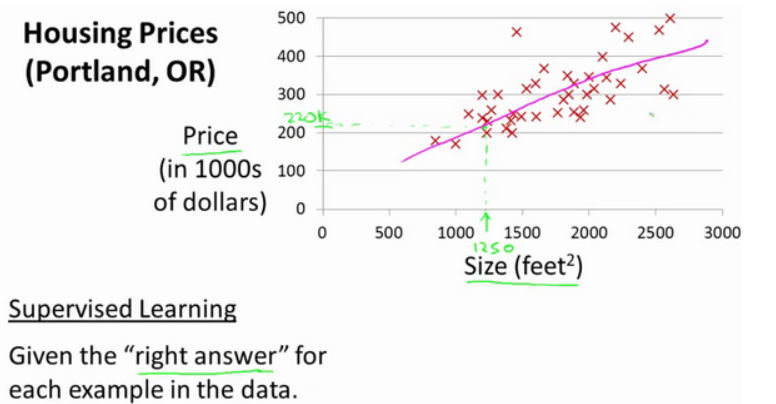 Housing Prices
(Portland, OR)
500
400
300
220K
200
Price
(in 1000s
of dollars)
100
0
0 500 1000 1500 2000 2500 3000
1250
Size (feet²)
Supervised Learning
Given the “right answer” for
each example in the data.